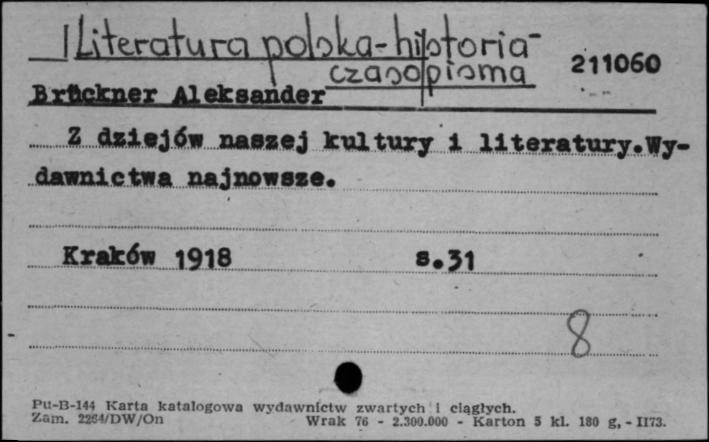 Literatura polska-historia-
czasopisma
211060
Brückner Aleksander
Z dziejów naszej kultury i literatury.Wy-
dawnictwa najnowsze.
Kraków 1918 s.31
8
Pu-B-144 Karta katalogowa wydawnictw zwartych i ciągłych.
Zam. 2264/DW/On Wrak 76 - 2.300.000 - Karton 5 kl. 180 g, - II73.